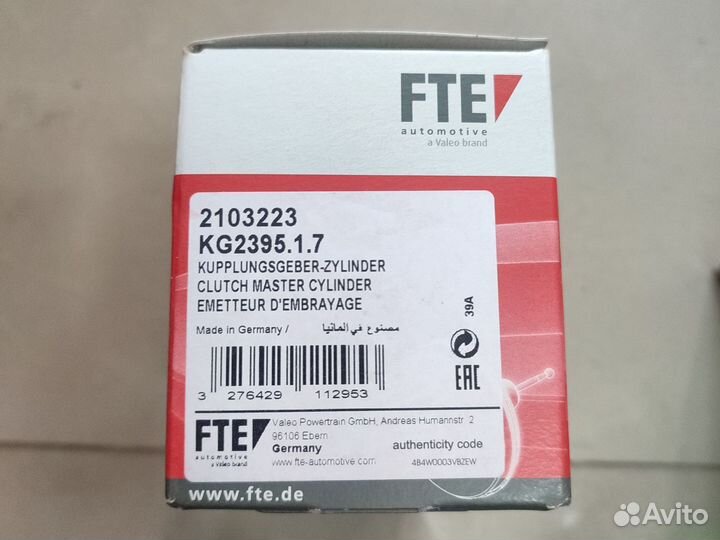 FTE
automotive
a Valeo brand
2103223
KG2395.1.7
KUPPLUNGSGEBER-ZYLINDER
CLUTCH MASTER CYLINDER
EMETTEUR D'EMBRAYAGE
39A
Made in Germany / مصنوع في المانيا
3 276429 112953
EAC
FTE
automotive
a Valeo brand
Valeo Powertrain GmbH, Andreas Humannstr. 2
96106 Ebern
Germany
www.fte-automotive.com
authenticity code
4B4W0003VBZEW
www.fte.de
Avito